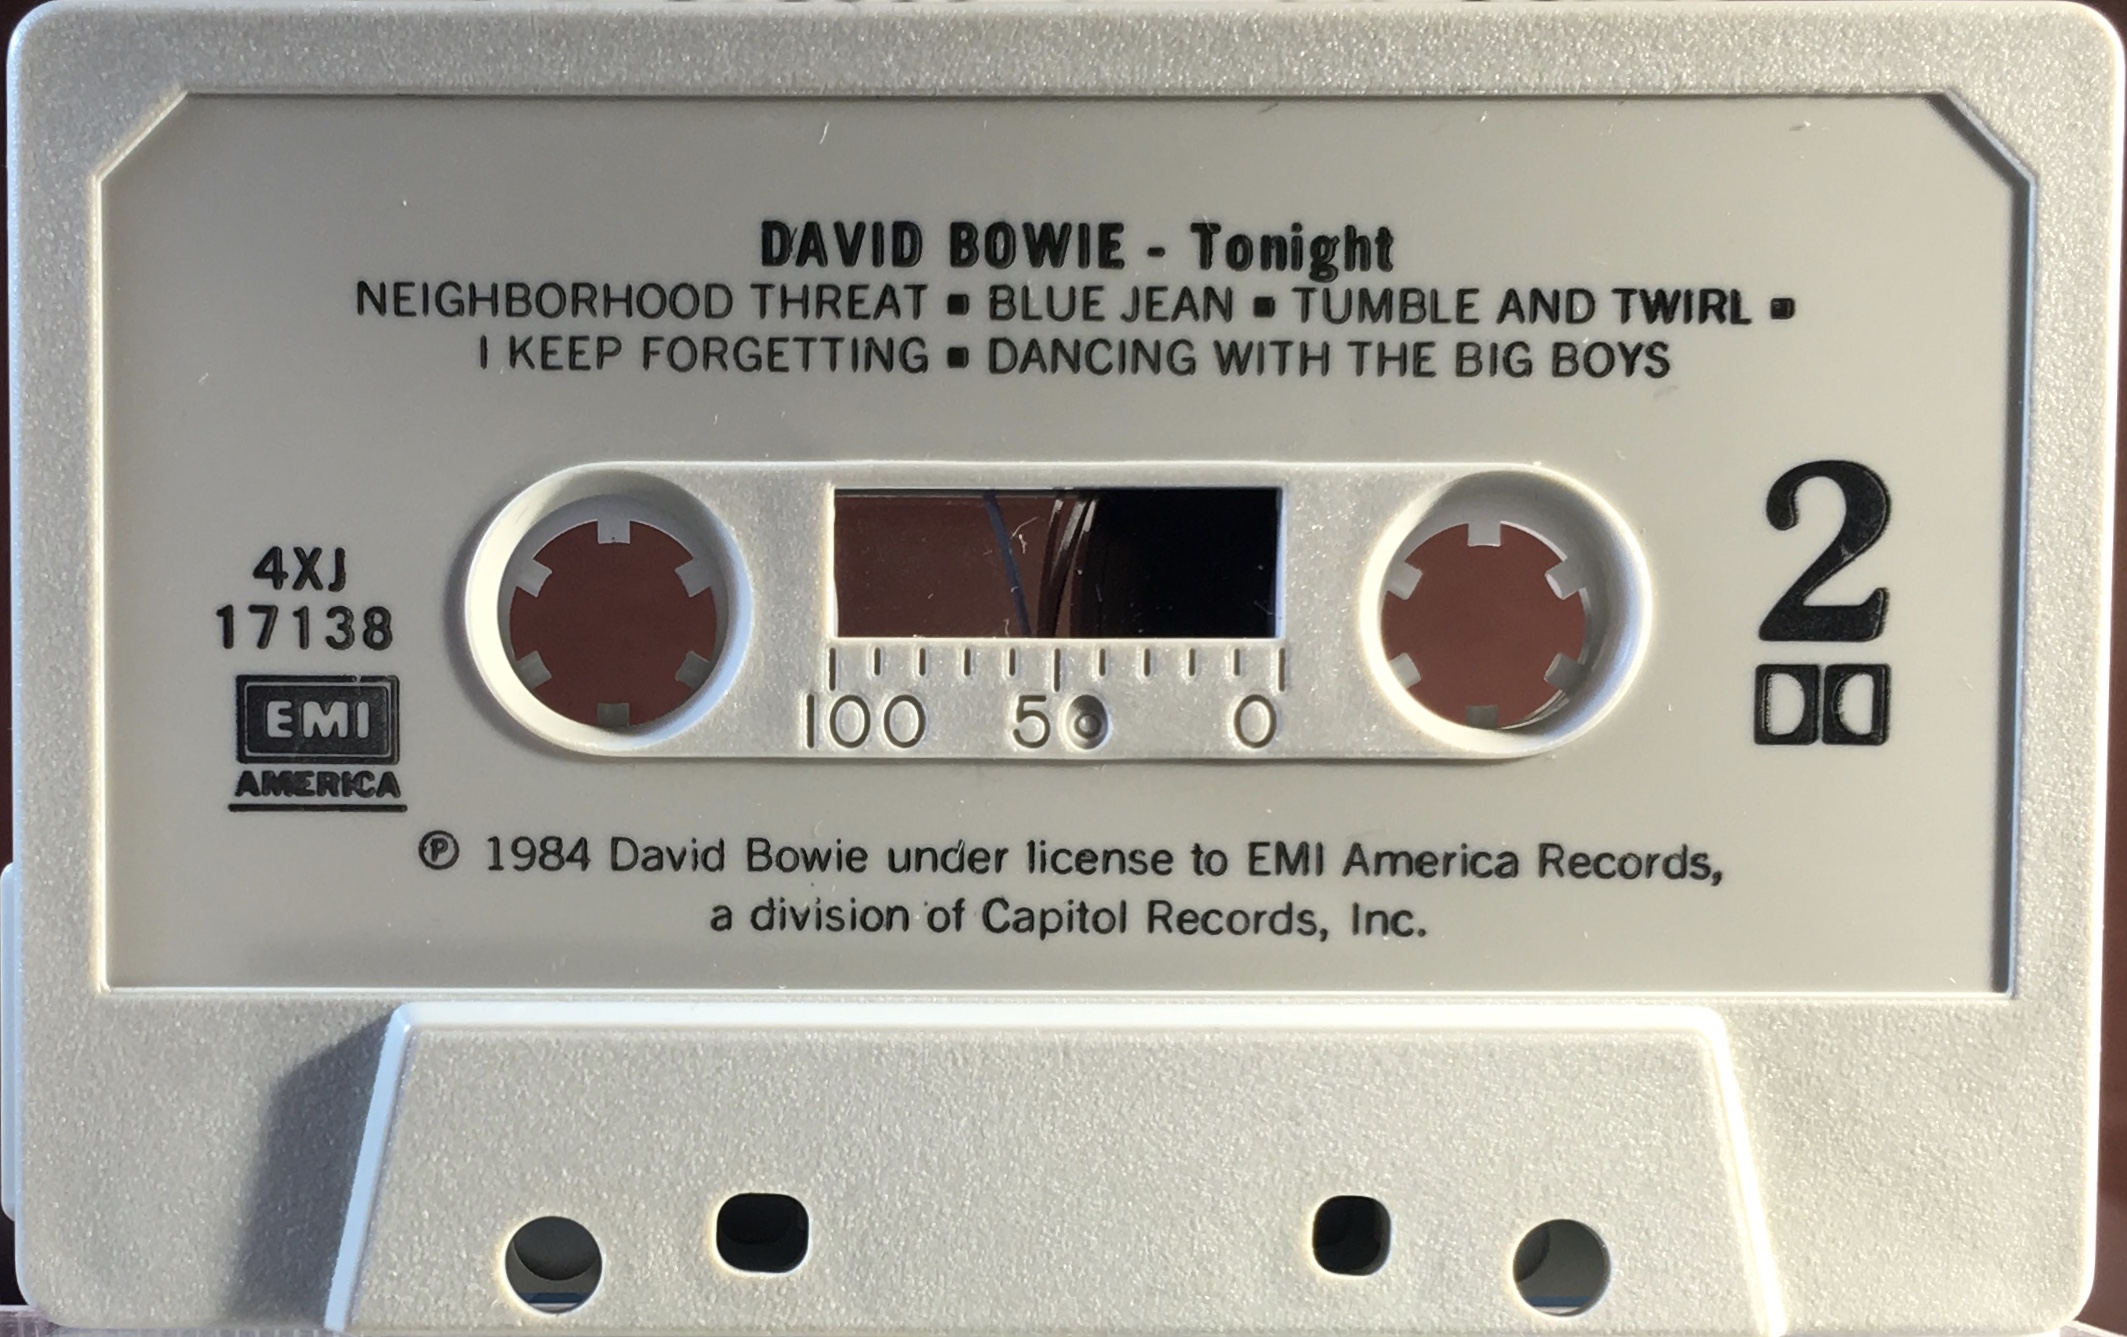 DAVID BOWIE - Tonight
NEIGHBORHOOD THREAT ▪ BLUE JEAN ▪ TUMBLE AND TWIRL ▪
I KEEP FORGETTING ▪ DANCING WITH THE BIG BOYS
2
4XJ
17138
EMI
AMERICA
100 50 0
℗ 1984 David Bowie under license to EMI America Records,
a division of Capitol Records, Inc.